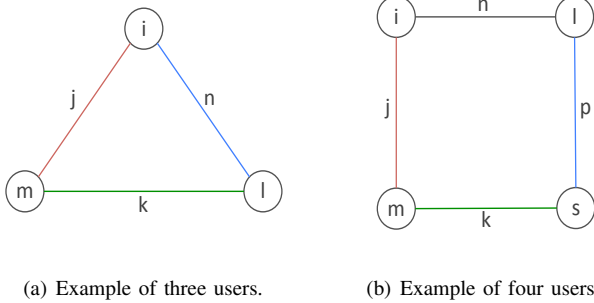 i
j
n
m
k
l
(a) Example of three users.
i
n
l
j
p
m
k
s
(b) Example of four users